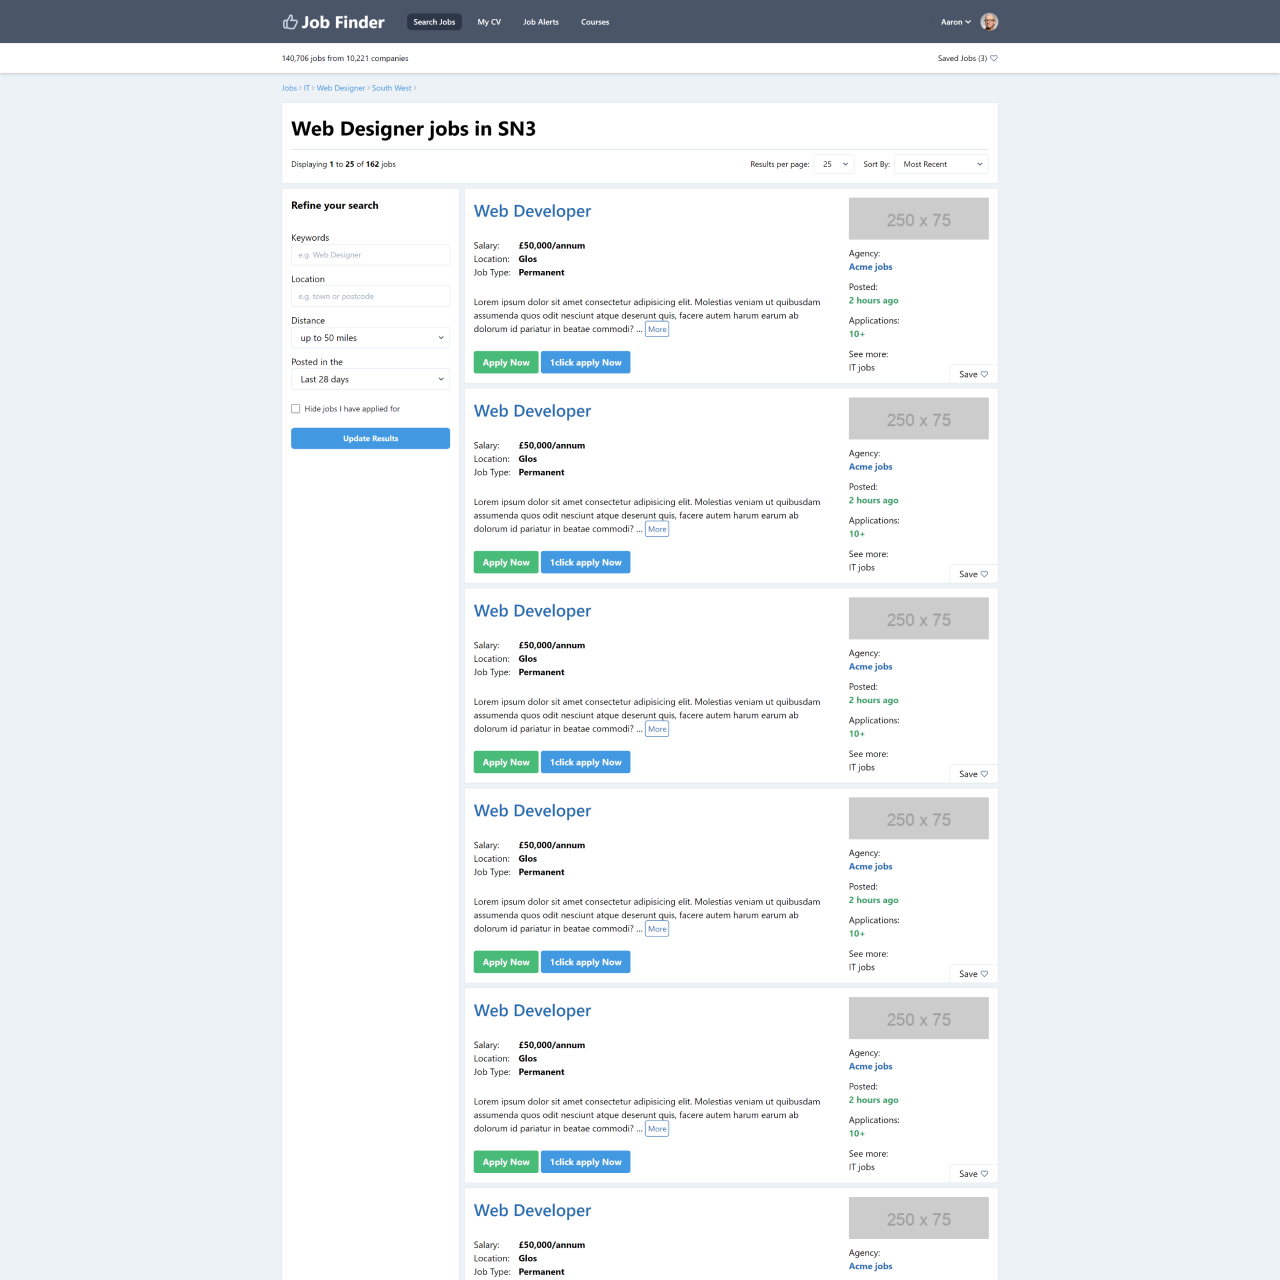 Job Finder
Search Jobs
My CV
Job Alerts
Courses
Aaron
140,706 jobs from 10,221 companies
Saved Jobs (3)
Jobs › IT › Web Designer › South West ›
Web Designer jobs in SN3
Displaying 1 to 25 of 162 jobs
Results per page: 25
Sort By: Most Recent
Refine your search
Keywords
e.g. Web Designer
Location
e.g. town or postcode
Distance
up to 50 miles
Posted in the
Last 28 days
Hide jobs I have applied for
Update Results
Web Developer
Salary: £50,000/annum
Location: Glos
Job Type: Permanent
Lorem ipsum dolor sit amet consectetur adipisicing elit. Molestias veniam ut quibusdam
assumenda quos odit nesciunt atque deserunt quis, facere autem harum earum ab
dolorum id pariatur in beatae commodi? ... More
Apply Now
1click apply Now
250 x 75
Agency:
Acme jobs
Posted:
2 hours ago
Applications:
10+
See more:
IT jobs
Save
Web Developer
Salary: £50,000/annum
Location: Glos
Job Type: Permanent
Lorem ipsum dolor sit amet consectetur adipisicing elit. Molestias veniam ut quibusdam
assumenda quos odit nesciunt atque deserunt quis, facere autem harum earum ab
dolorum id pariatur in beatae commodi? ... More
Apply Now
1click apply Now
250 x 75
Agency:
Acme jobs
Posted:
2 hours ago
Applications:
10+
See more:
IT jobs
Save
Web Developer
Salary: £50,000/annum
Location: Glos
Job Type: Permanent
Lorem ipsum dolor sit amet consectetur adipisicing elit. Molestias veniam ut quibusdam
assumenda quos odit nesciunt atque deserunt quis, facere autem harum earum ab
dolorum id pariatur in beatae commodi? ... More
Apply Now
1click apply Now
250 x 75
Agency:
Acme jobs
Posted:
2 hours ago
Applications:
10+
See more:
IT jobs
Save
Web Developer
Salary: £50,000/annum
Location: Glos
Job Type: Permanent
Lorem ipsum dolor sit amet consectetur adipisicing elit. Molestias veniam ut quibusdam
assumenda quos odit nesciunt atque deserunt quis, facere autem harum earum ab
dolorum id pariatur in beatae commodi? ... More
Apply Now
1click apply Now
250 x 75
Agency:
Acme jobs
Posted:
2 hours ago
Applications:
10+
See more:
IT jobs
Save
Web Developer
Salary: £50,000/annum
Location: Glos
Job Type: Permanent
Lorem ipsum dolor sit amet consectetur adipisicing elit. Molestias veniam ut quibusdam
assumenda quos odit nesciunt atque deserunt quis, facere autem harum earum ab
dolorum id pariatur in beatae commodi? ... More
Apply Now
1click apply Now
250 x 75
Agency:
Acme jobs
Posted:
2 hours ago
Applications:
10+
See more:
IT jobs
Save
Web Developer
Salary: £50,000/annum
Location: Glos
Job Type: Permanent
250 x 75
Agency:
Acme jobs